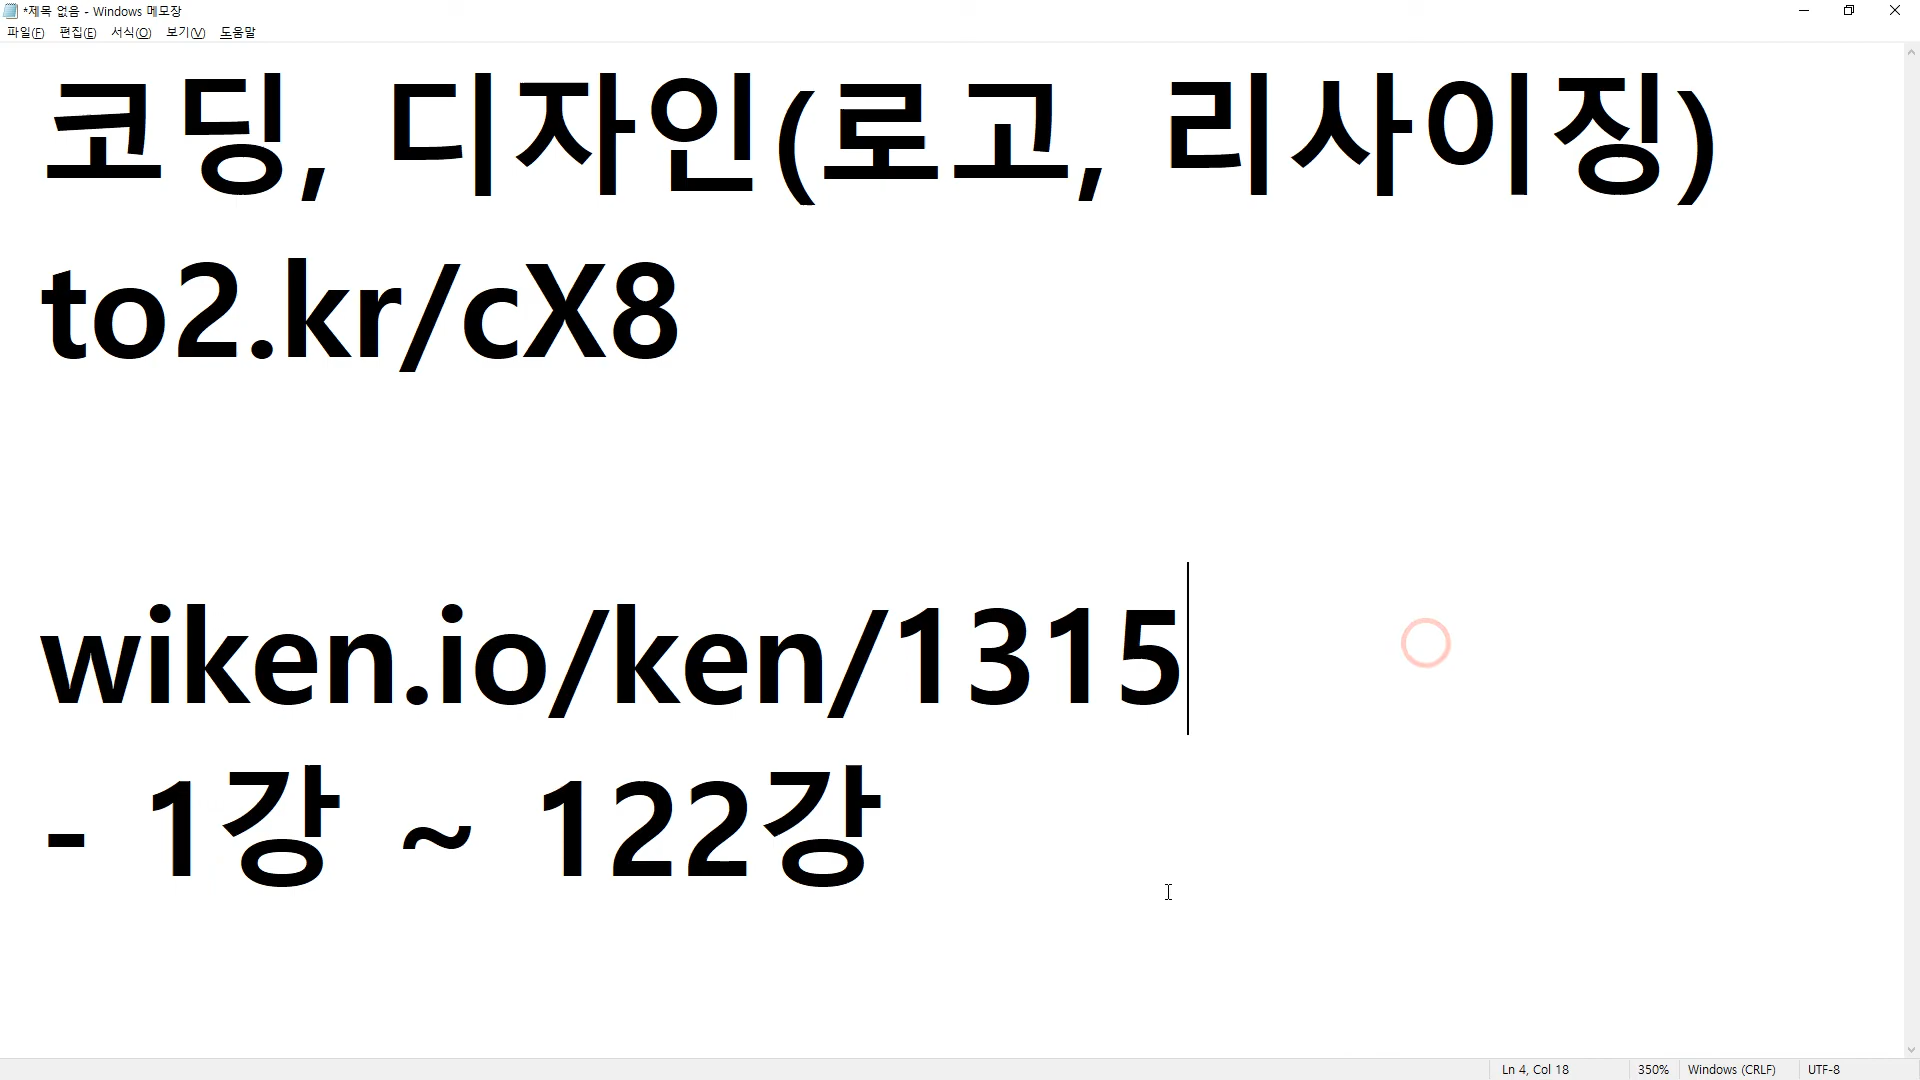 *제목 없음 - Windows 메모장
파일(F) 편집(E) 서식(O) 보기(V) 도움말
코딩, 디자인(로고, 리사이징)
to2.kr/cX8
wiken.io/ken/1315
- 1강 ~ 122강
Ln 4, Col 18 350% Windows (CRLF) UTF-8